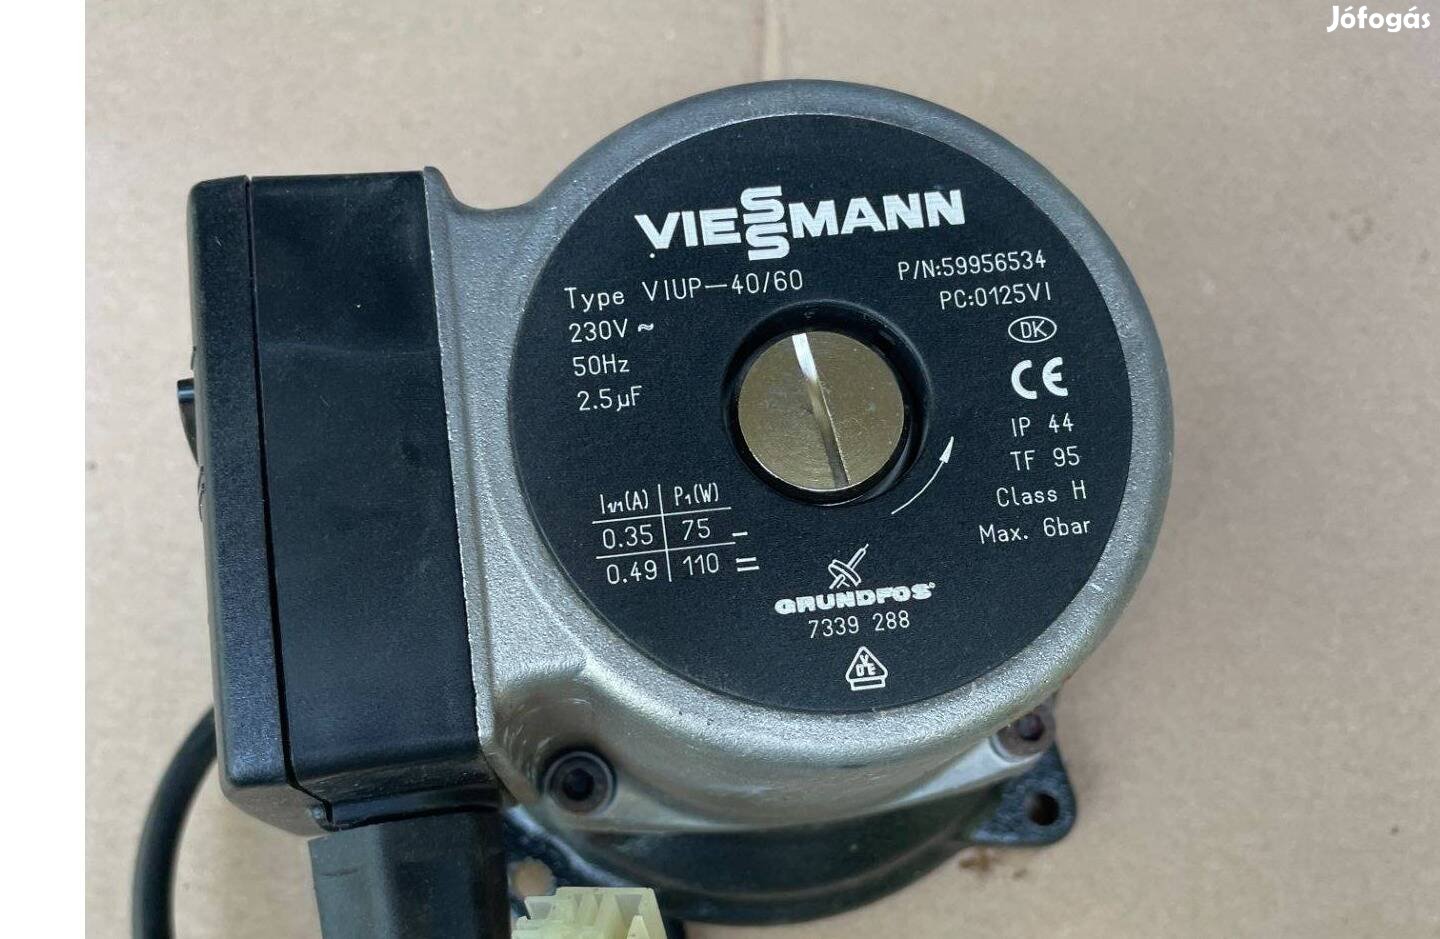 Jófogás
VIESSMANN
Type VIUP-40/60
P/N:59956534
230V ~
PC:0125VI
DK
50Hz
CE
2.5µF
IP 44
TF 95
I1/1(A) P1(W)
Class H
0.35 75 –
Max. 6bar
0.49 110 =
GRUNDFOS
7339 288
VDE